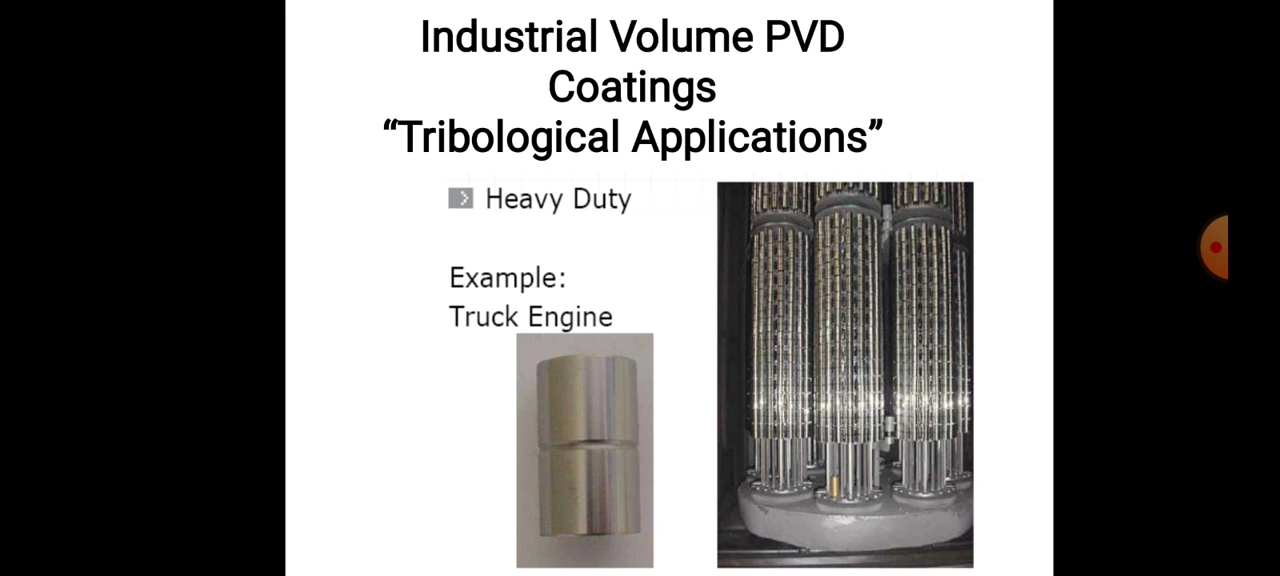 Industrial Volume PVD
Coatings
“Tribological Applications”
Heavy Duty
Example:
Truck Engine